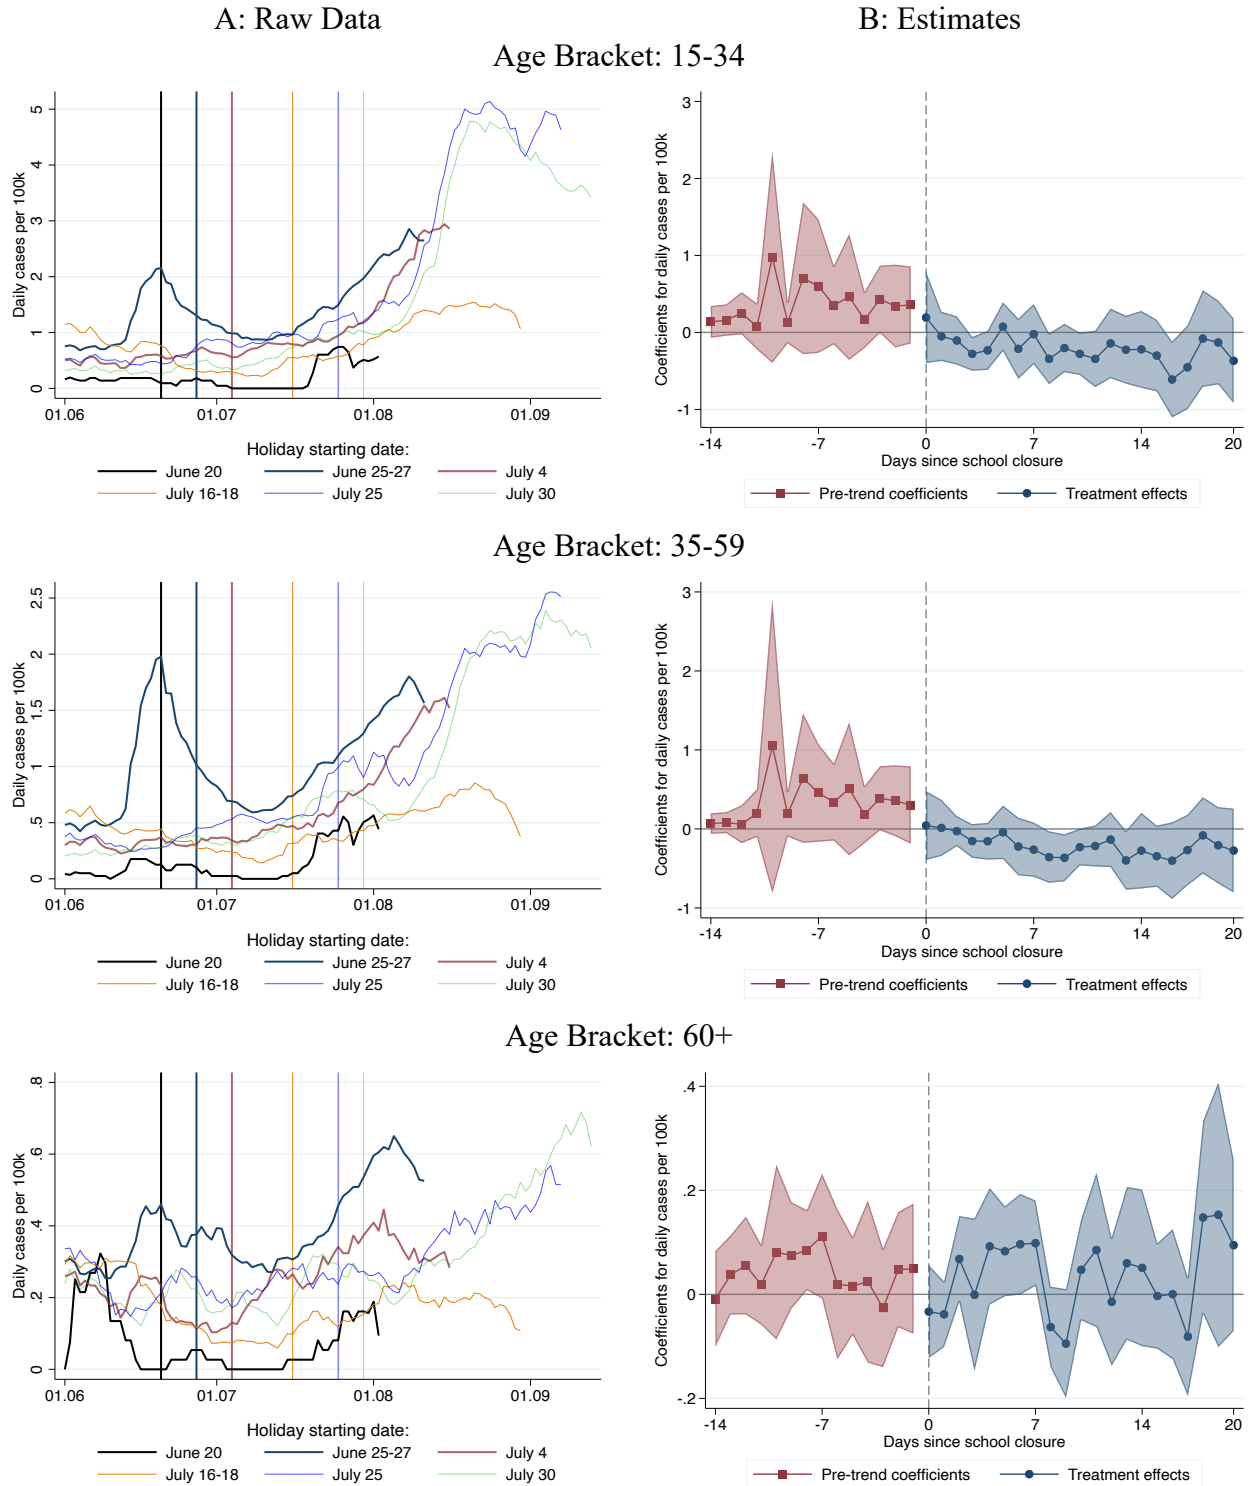 A: Raw Data
B: Estimates
Age Bracket: 15-34
Daily cases per 100k
5
4
3
2
1
0
01.06
01.07
01.08
01.09
Holiday starting date:
June 20
June 25-27
July 4
July 16-18
July 25
July 30
Coefficients for daily cases per 100k
3
2
1
0
-1
-14
-7
0
7
14
20
Days since school closure
Pre-trend coefficients
Treatment effects
Age Bracket: 35-59
Daily cases per 100k
2.5
2
1.5
1
.5
0
01.06
01.07
01.08
01.09
Holiday starting date:
June 20
June 25-27
July 4
July 16-18
July 25
July 30
Coefficients for daily cases per 100k
3
2
1
0
-1
-14
-7
0
7
14
20
Days since school closure
Pre-trend coefficients
Treatment effects
Age Bracket: 60+
Daily cases per 100k
.8
.6
.4
.2
0
01.06
01.07
01.08
01.09
Holiday starting date:
June 20
June 25-27
July 4
July 16-18
July 25
July 30
Coefficients for daily cases per 100k
.4
.2
0
-.2
-14
-7
0
7
14
20
Days since school closure
Pre-trend coefficients
Treatment effects